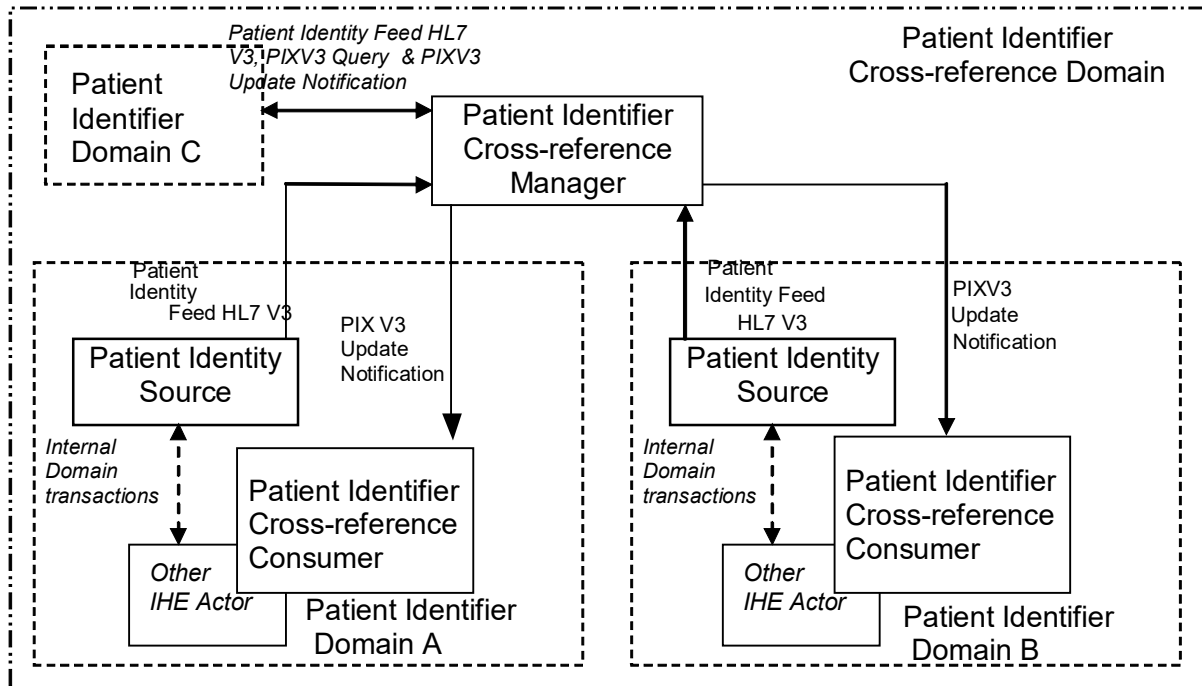 Patient Identity Feed HL7
V3, PIXV3 Query & PIXV3
Update Notification
Patient Identifier
Cross-reference Domain
Patient
Identifier
Domain C
Patient Identifier
Cross-reference
Manager
Patient
Identity
Feed HL7 V3
PIX V3
Update
Notification
Patient Identity
Source
Internal
Domain
transactions
Patient Identifier
Cross-reference
Consumer
Other
IHE Actor
Patient Identifier
Domain A
Patient
Identity Feed
HL7 V3
PIXV3
Update
Notification
Patient Identity
Source
Internal
Domain
transactions
Patient Identifier
Cross-reference
Consumer
Other
IHE Actor
Patient Identifier
Domain B